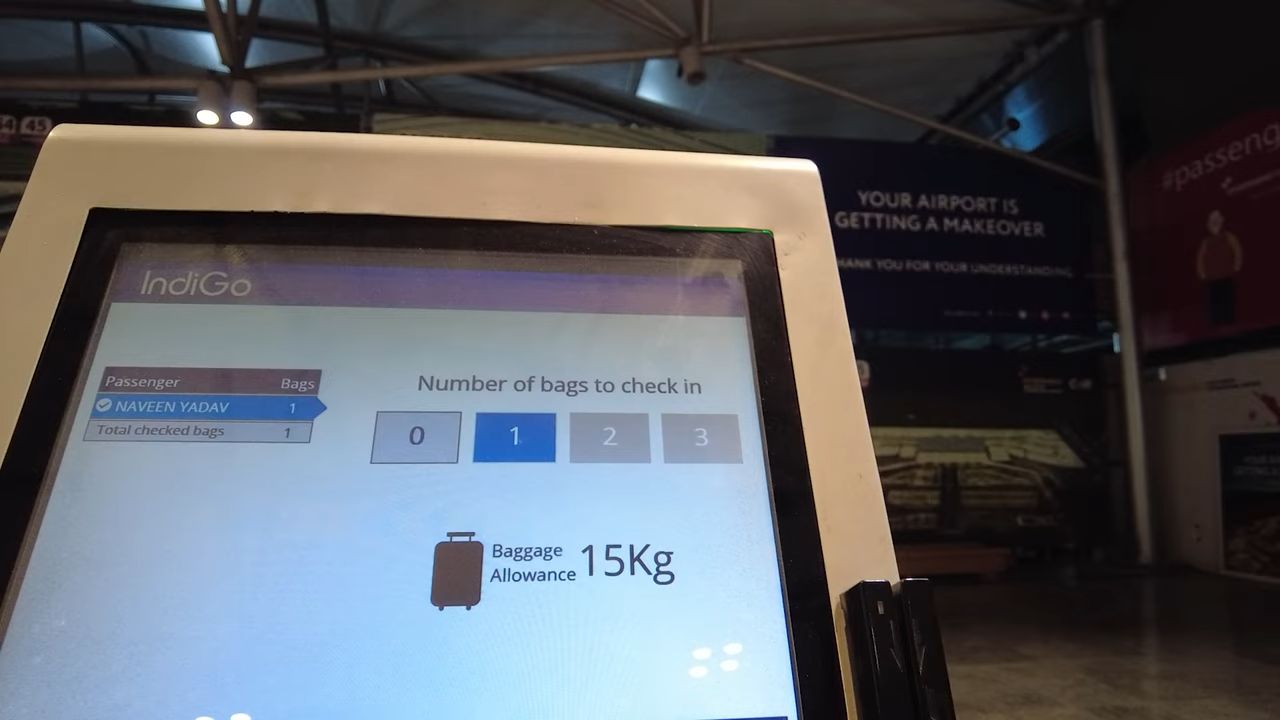 45
YOUR AIRPORT IS
GETTING A MAKEOVER
THANK YOU FOR YOUR UNDERSTANDING
#passeng
IndiGo
Passenger Bags
NAVEEN YADAV 1
Total checked bags 1
Number of bags to check in
0 1 2 3
Baggage
Allowance
15Kg